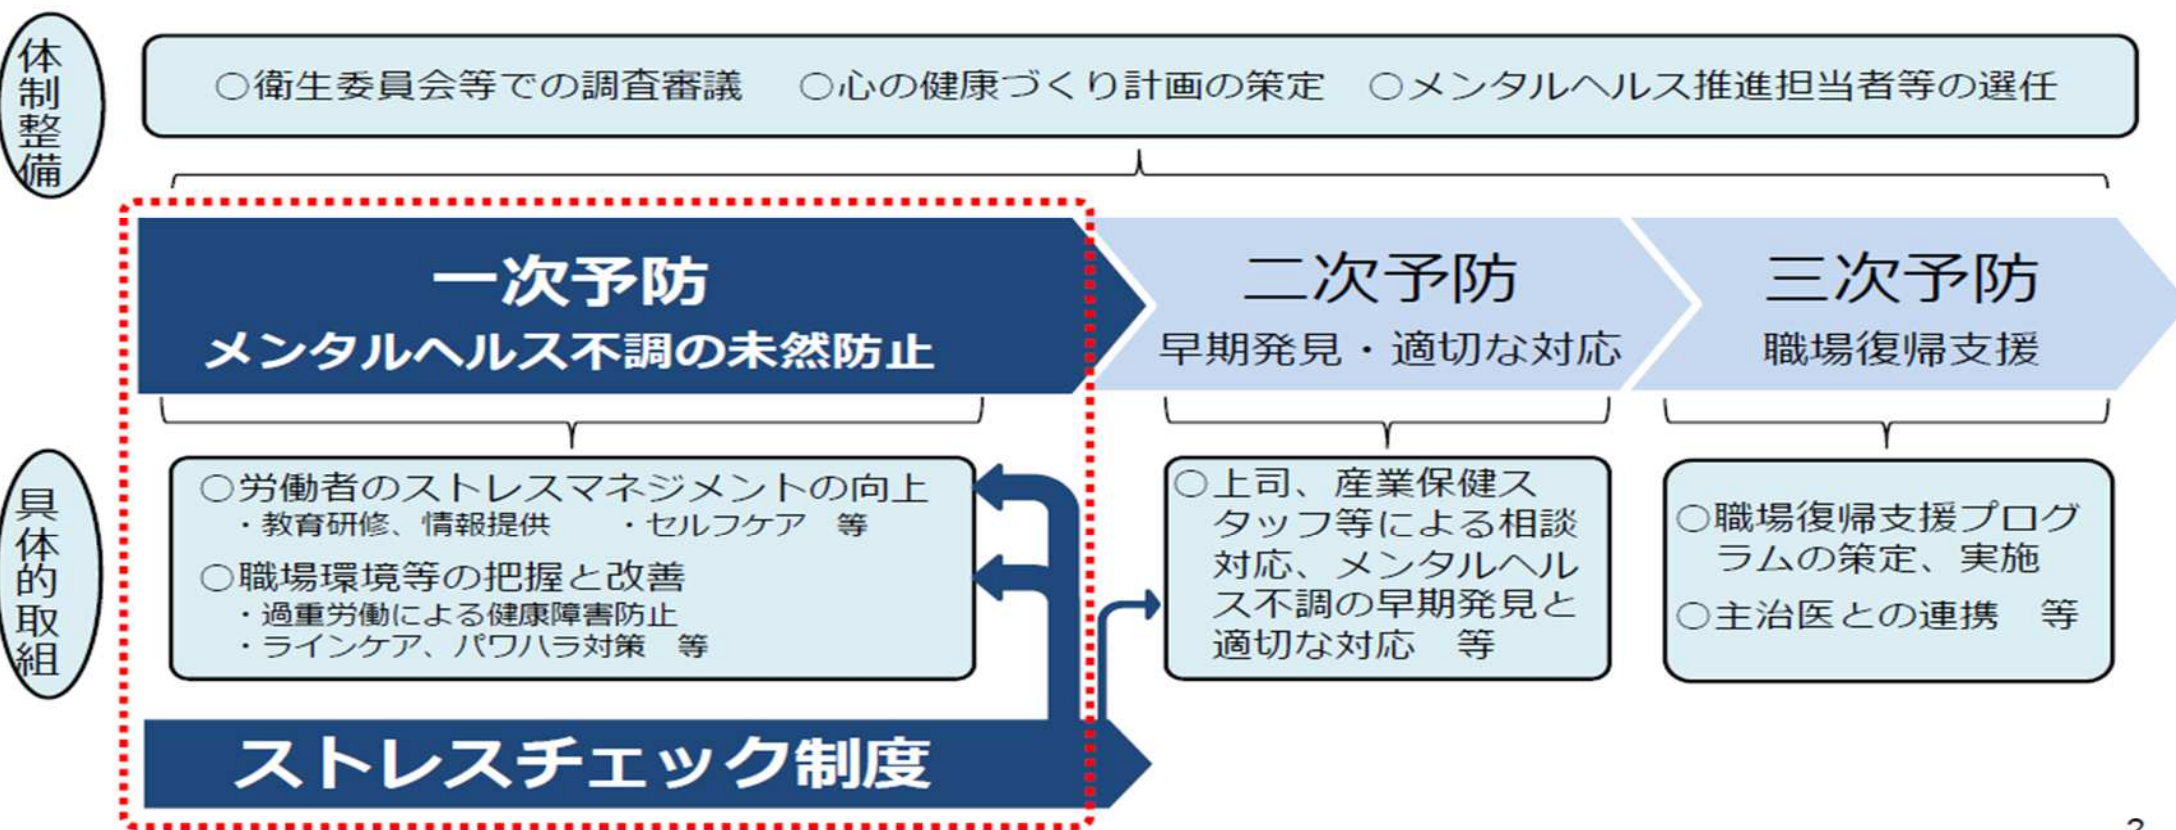 体制整備
○衛生委員会等での調査審議　○心の健康づくり計画の策定　○メンタルヘルス推進担当者等の選任
一次予防
メンタルヘルス不調の未然防止
二次予防
早期発見・適切な対応
三次予防
職場復帰支援
具体的取組
○労働者のストレスマネジメントの向上
・教育研修、情報提供　・セルフケア　等
○職場環境等の把握と改善
・過重労働による健康障害防止
・ラインケア、パワハラ対策　等
○上司、産業保健ス
タッフ等による相談
対応、メンタルヘル
ス不調の早期発見と
適切な対応　等
○職場復帰支援プログ
ラムの策定、実施
○主治医との連携　等
ストレスチェック制度